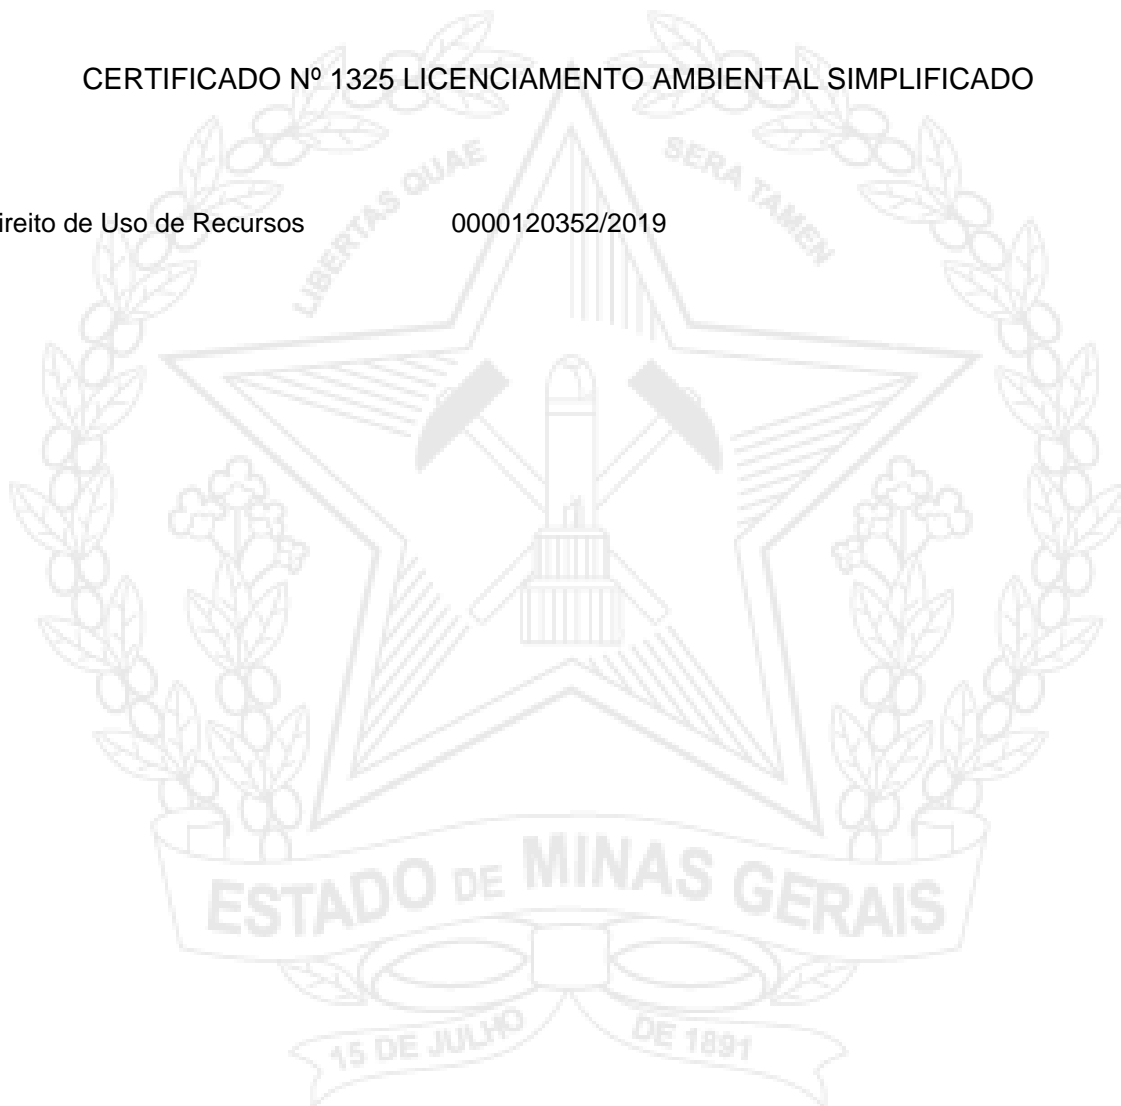 CERTIFICADO Nº 1325 LICENCIAMENTO AMBIENTAL SIMPLIFICADO
LIBERTAS QUAE SERA TAMEN
ireito de Uso de Recursos 0000120352/2019
ESTADO DE MINAS GERAIS
15 DE JULHO DE 1891